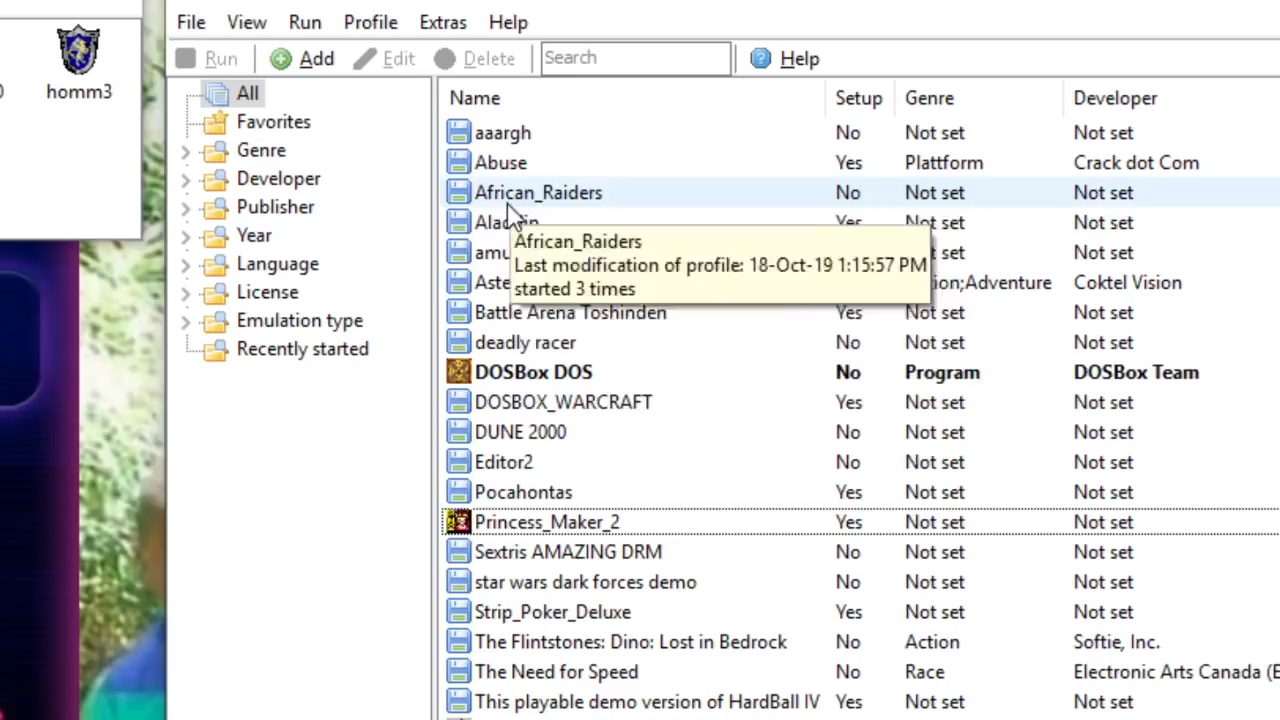 File View Run Profile Extras Help
Run Add Edit Delete Search Help
homm3
All
Favorites
Genre
Developer
Publisher
Year
Language
License
Emulation type
Recently started
Name Setup Genre Developer
aaargh No Not set Not set
Abuse Yes Plattform Crack dot Com
African_Raiders No Not set Not set
Yes Not set Not set
African_Raiders
Last modification of profile: 18-Oct-19 1:15:57 PM
started 3 times
Not set Not set
Coktel Vision
Battle Arena Toshinden Yes Not set Not set
deadly racer No Not set Not set
DOSBox DOS No Program DOSBox Team
DOSBOX_WARCRAFT Yes Not set Not set
DUNE 2000 No Not set Not set
Editor2 No Not set Not set
Pocahontas Yes Not set Not set
Princess_Maker_2 Yes Not set Not set
Sextris AMAZING DRM No Not set Not set
star wars dark forces demo No Not set Not set
Strip_Poker_Deluxe Yes Not set Not set
The Flintstones: Dino: Lost in Bedrock No Action Softie, Inc.
The Need for Speed No Race Electronic Arts Canada (E
This playable demo version of HardBall IV Yes Not set Not set